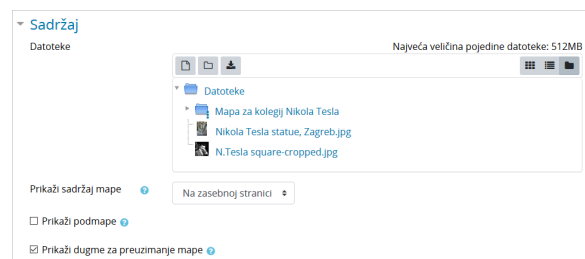 Sadržaj
Datoteke
Najveća veličina pojedine datoteke: 512MB
Datoteke
Mapa za kolegij Nikola Tesla
Nikola Tesla statue, Zagreb.jpg
N.Tesla square-cropped.jpg
Prikaži sadržaj mape
Na zasebnoj stranici
Prikaži podmape
Prikaži dugme za preuzimanje mape